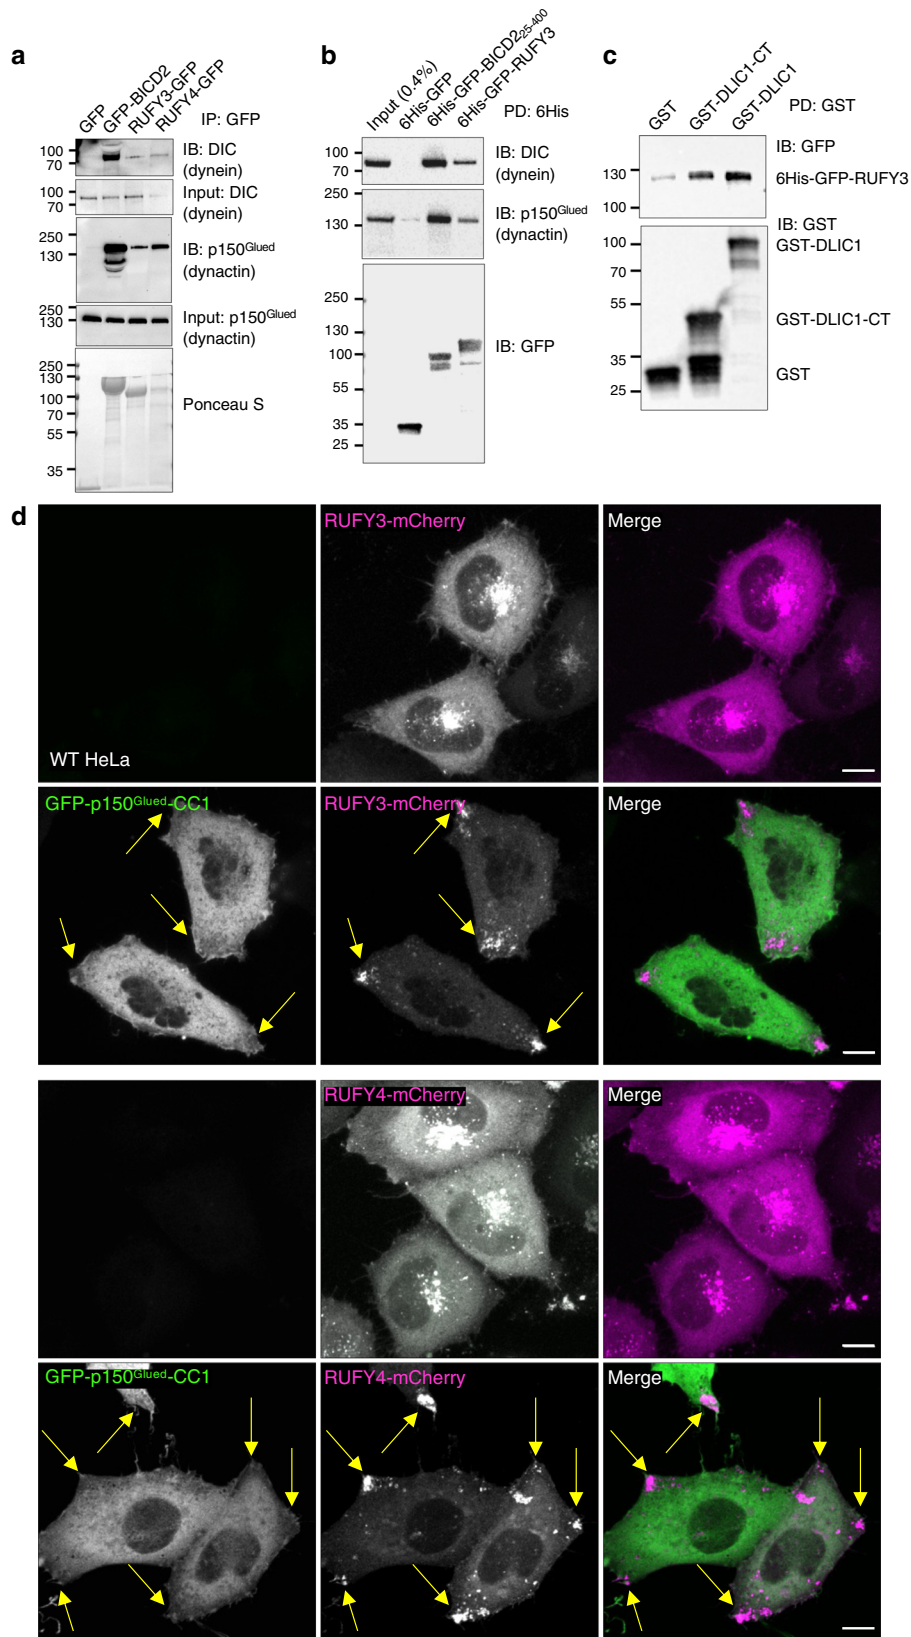 a
GFP
GFP-BICD2
RUFY3-GFP
RUFY4-GFP
IP: GFP
100
70
IB: DIC
(dynein)
100
70
Input: DIC
(dynein)
250
130
IB: p150Glued
(dynactin)
250
130
Input: p150Glued
(dynactin)
250
130
100
70
55
35
Ponceau S
b
Input (0.4%)
6His-GFP
6His-GFP-BICD2 25-400
6His-GFP-RUFY3
PD: 6His
100
70
IB: DIC
(dynein)
250
130
IB: p150Glued
(dynactin)
250
130
100
55
35
25
IB: GFP
c
GST
GST-DLIC1-CT
GST-DLIC1
PD: GST
IB: GFP
130
100
6His-GFP-RUFY3
IB: GST
100
70
55
35
25
GST-DLIC1
GST-DLIC1-CT
GST
d
WT HeLa
RUFY3-mCherry
Merge
GFP-p150Glued-CC1
RUFY3-mCherry
Merge
RUFY4-mCherry
Merge
GFP-p150Glued-CC1
RUFY4-mCherry
Merge